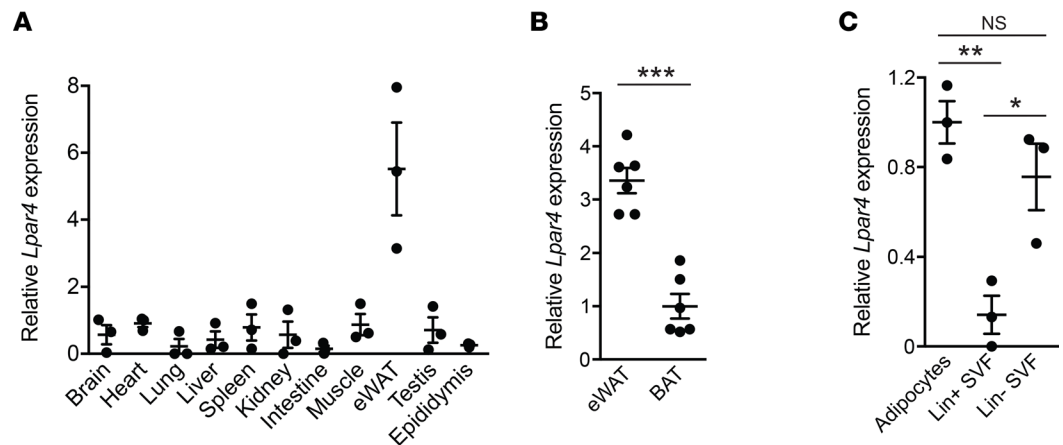 A
Relative Lpar4 expression
8
6
4
2
0
Brain
Heart
Lung
Liver
Spleen
Kidney
Intestine
Muscle
eWAT
Testis
Epididymis
B
***
Relative Lpar4 expression
5
4
3
2
1
0
eWAT
BAT
C
NS
**
*
Relative Lpar4 expression
1.2
0.8
0.4
0
Adipocytes
Lin+ SVF
Lin- SVF